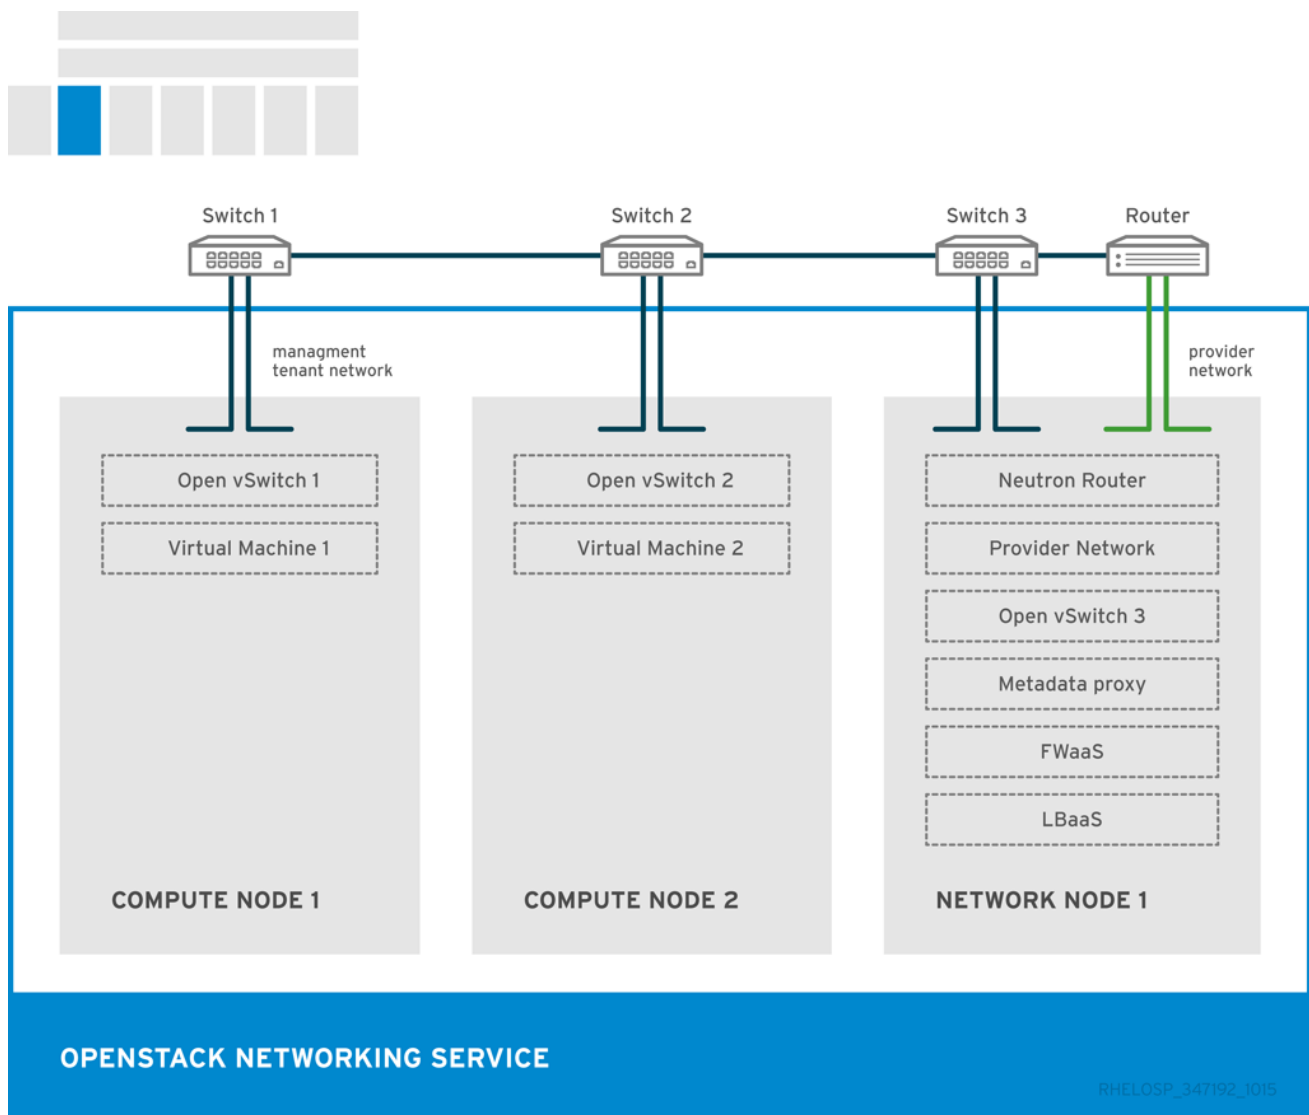 Switch 1
Switch 2
Switch 3
Router
managment
tenant network
provider
network
Open vSwitch 1
Virtual Machine 1
COMPUTE NODE 1
Open vSwitch 2
Virtual Machine 2
COMPUTE NODE 2
Neutron Router
Provider Network
Open vSwitch 3
Metadata proxy
FWaaS
LBaaS
NETWORK NODE 1
OPENSTACK NETWORKING SERVICE
RHELOSP_347192_1015